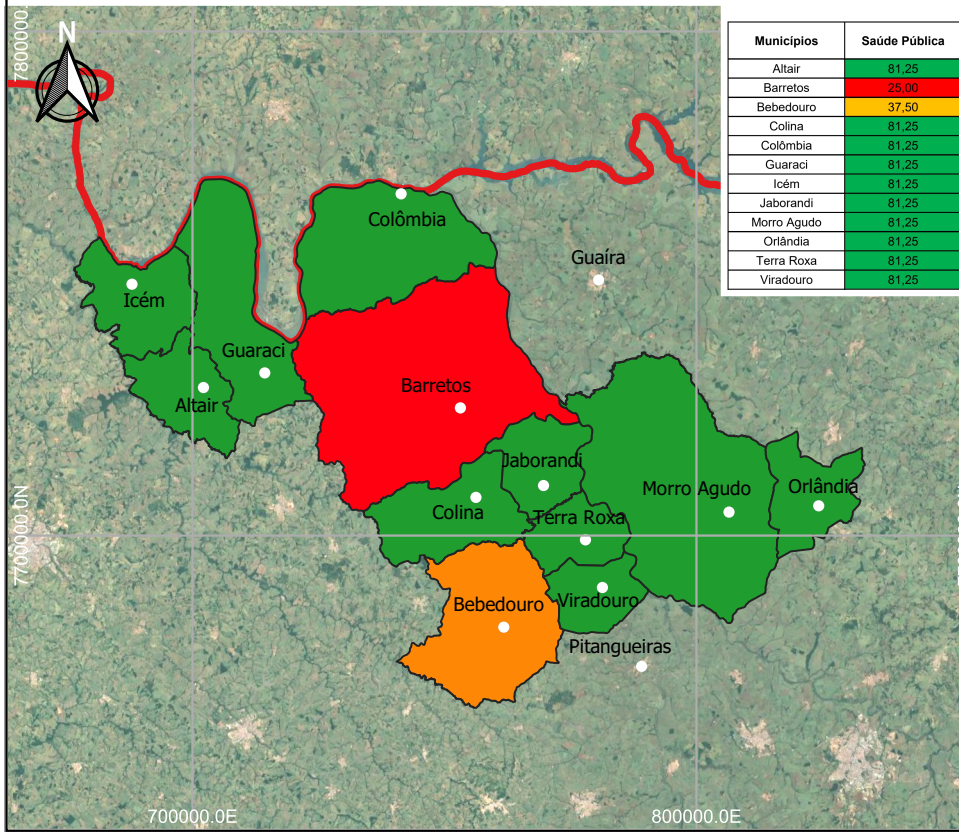 7800000.
N
Municípios Saúde Pública
Altair 81,25
Barretos 25,00
Bebedouro 37,50
Colina 81,25
Colômbia 81,25
Guaraci 81,25
Icém 81,25
Jaborandi 81,25
Morro Agudo 81,25
Orlândia 81,25
Terra Roxa 81,25
Viradouro 81,25
Colômbia
Guaíra
Icém
Guaraci
Barretos
Altair
Jaborandi
Morro Agudo
Orlândia
Colina
Terra Roxa
7700000.0N
Bebedouro
Viradouro
Pitangueiras
700000.0E
800000.0E